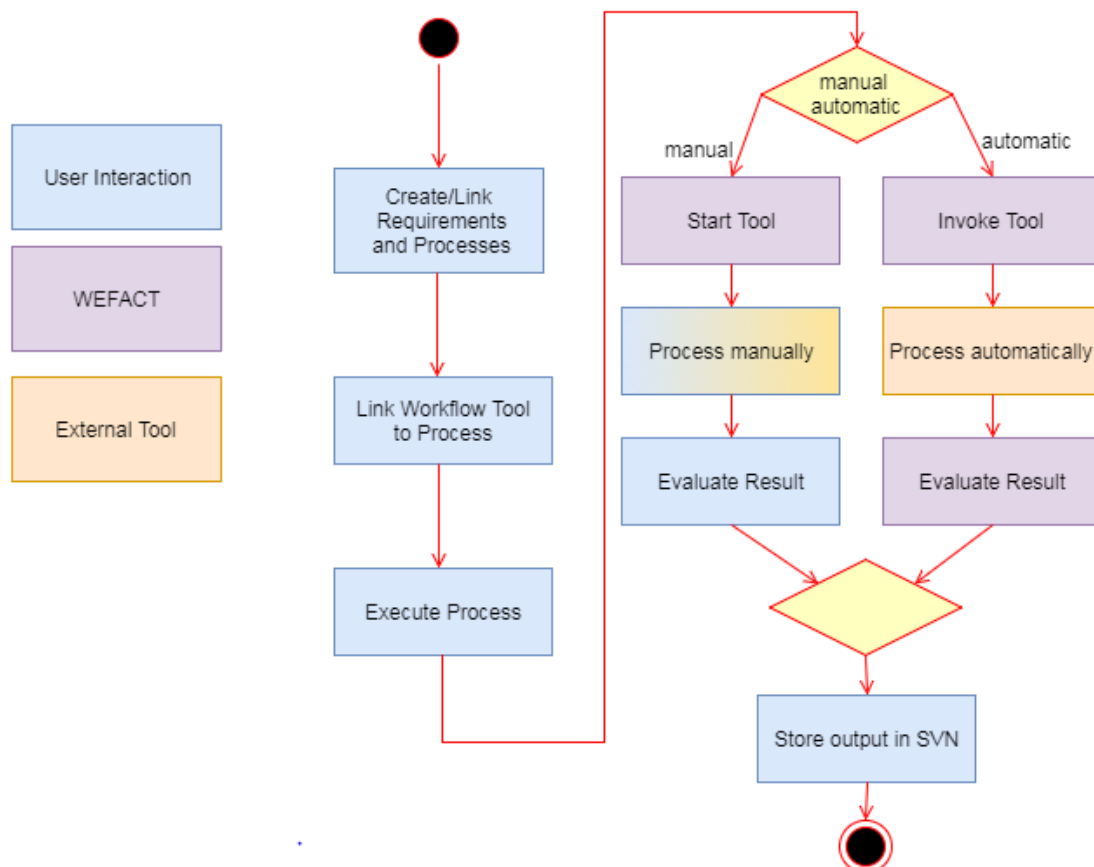 User Interaction
WEFACT
External Tool
Create/Link
Requirements
and Processes
Link Workflow Tool
to Process
Execute Process
manual
automatic
manual
automatic
Start Tool
Invoke Tool
Process manually
Process automatically
Evaluate Result
Evaluate Result
Store output in SVN